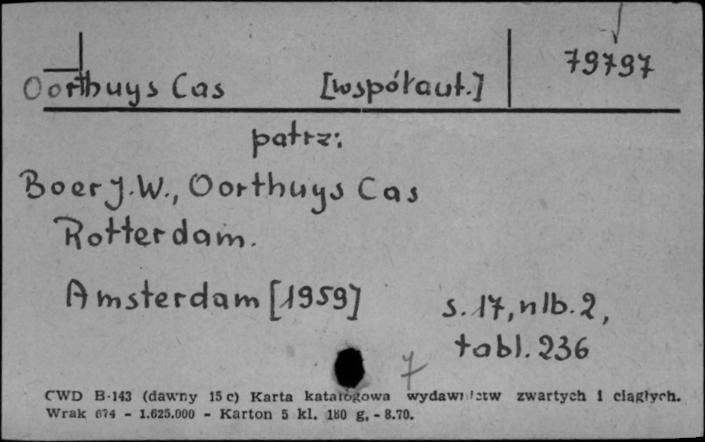 79797
Oorthuys Cas [współaut.]
patrz:
Boer J.W., Oorthuys Cas
Rotterdam.
Amsterdam [1959] s. 17, nlb. 2,
tabl. 236
7
CWD B-143 (dawny 15 c) Karta katalogowa wydawnictw zwartych i ciągłych.
Wrak 674 - 1.625.000 - Karton 5 kl. 180 g. - 8.70.